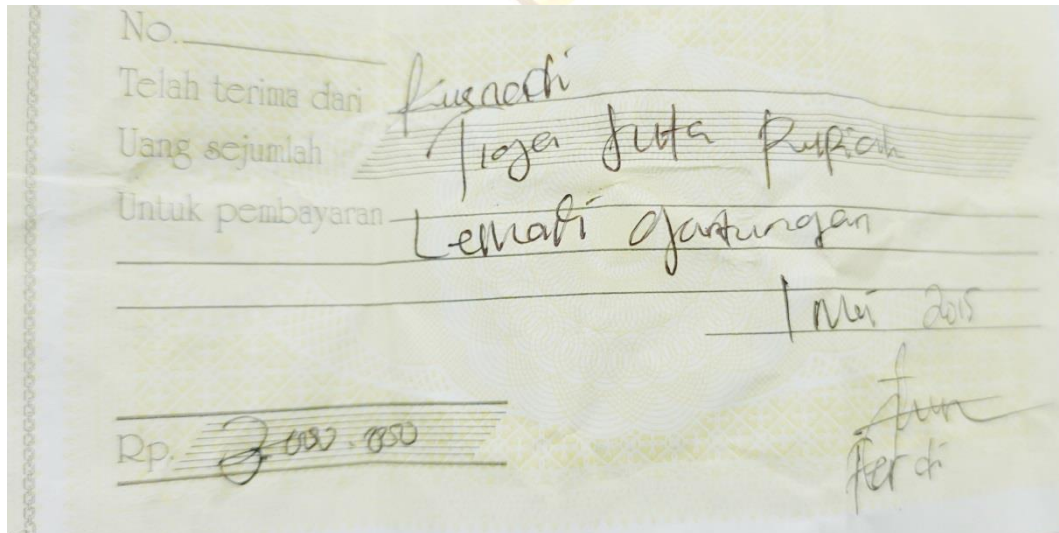 No.
Telah terima dari Kusnadi
Uang sejumlah Tiga Juta Rupiah
Untuk pembayaran Lemari gantungan
1 Mei 2015
Rp. 3.000.000
Ferdi